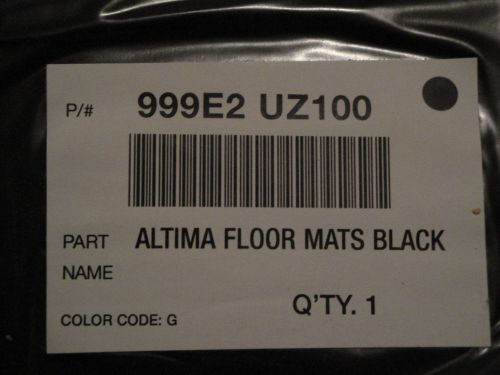 P/# 999E2 UZ100
PART NAME ALTIMA FLOOR MATS BLACK
Q'TY. 1
COLOR CODE: G